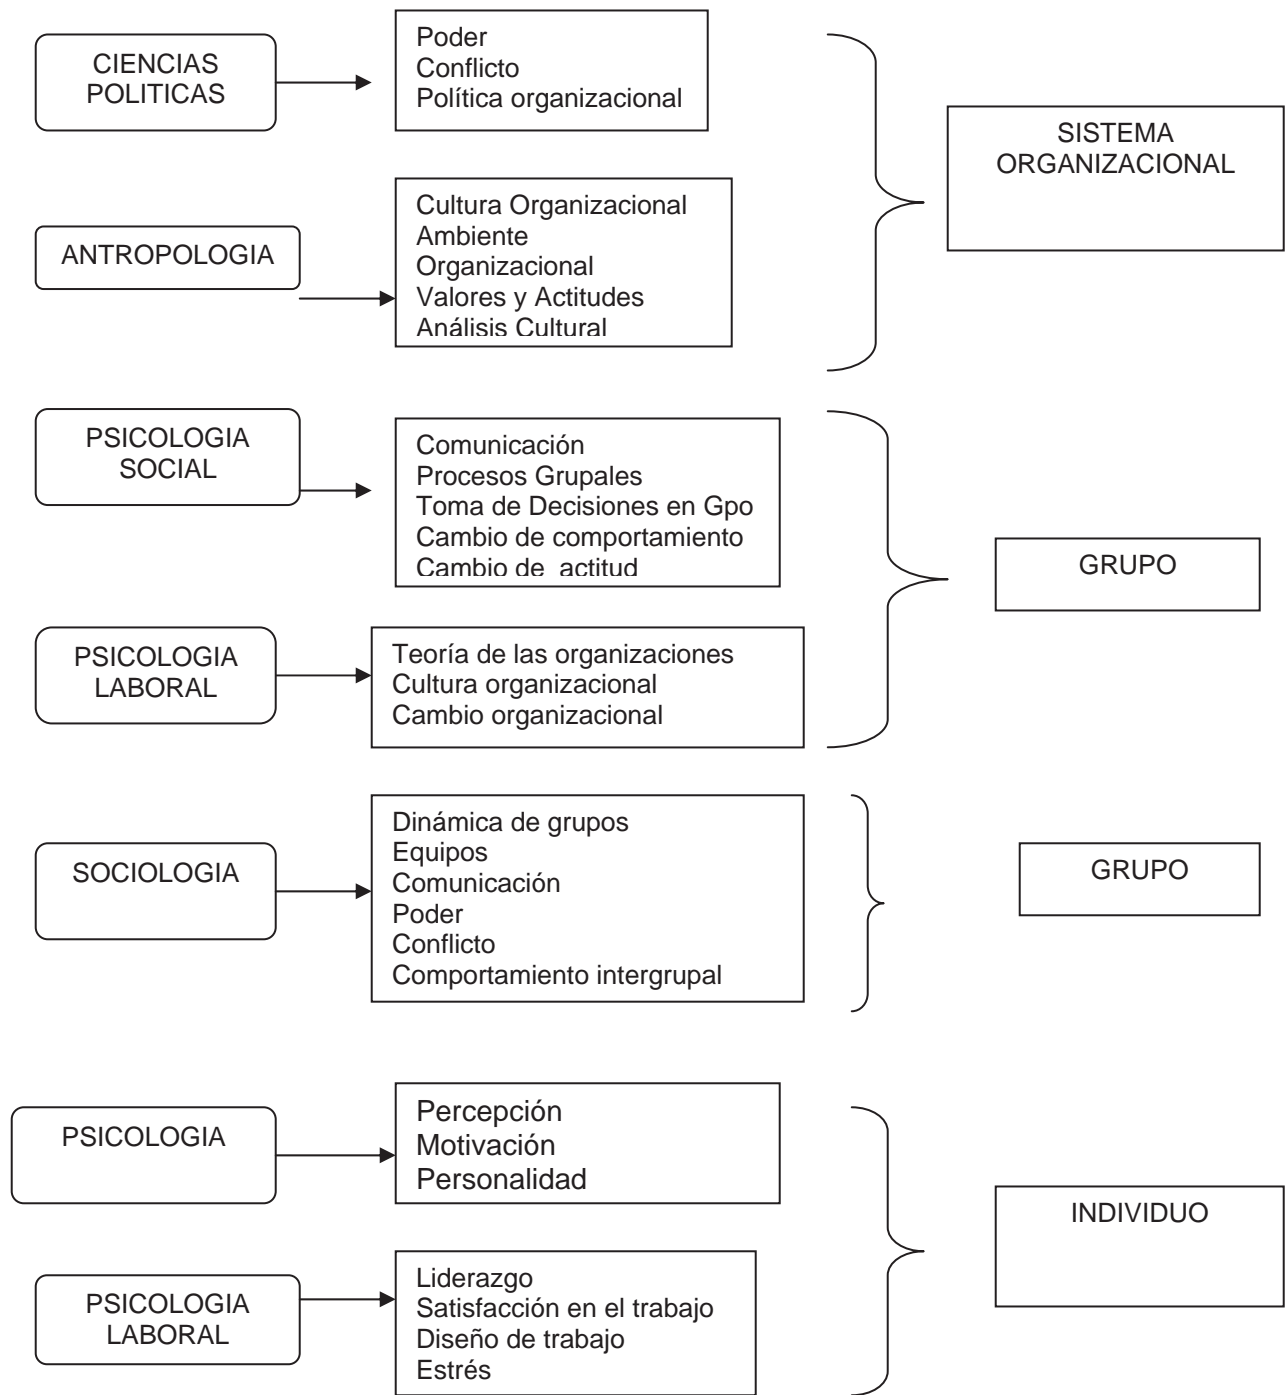 CIENCIAS
POLITICAS
Poder
Conflicto
Política organizacional
SISTEMA
ORGANIZACIONAL
ANTROPOLOGIA
Cultura Organizacional
Ambiente
Organizacional
Valores y Actitudes
Análisis Cultural
PSICOLOGIA
SOCIAL
Comunicación
Procesos Grupales
Toma de Decisiones en Gpo
Cambio de comportamiento
Cambio de  actitud
GRUPO
PSICOLOGIA
LABORAL
Teoría de las organizaciones
Cultura organizacional
Cambio organizacional
SOCIOLOGIA
Dinámica de grupos
Equipos
Comunicación
Poder
Conflicto
Comportamiento intergrupal
GRUPO
PSICOLOGIA
Percepción
Motivación
Personalidad
INDIVIDUO
PSICOLOGIA
LABORAL
Liderazgo
Satisfacción en el trabajo
Diseño de trabajo
Estrés